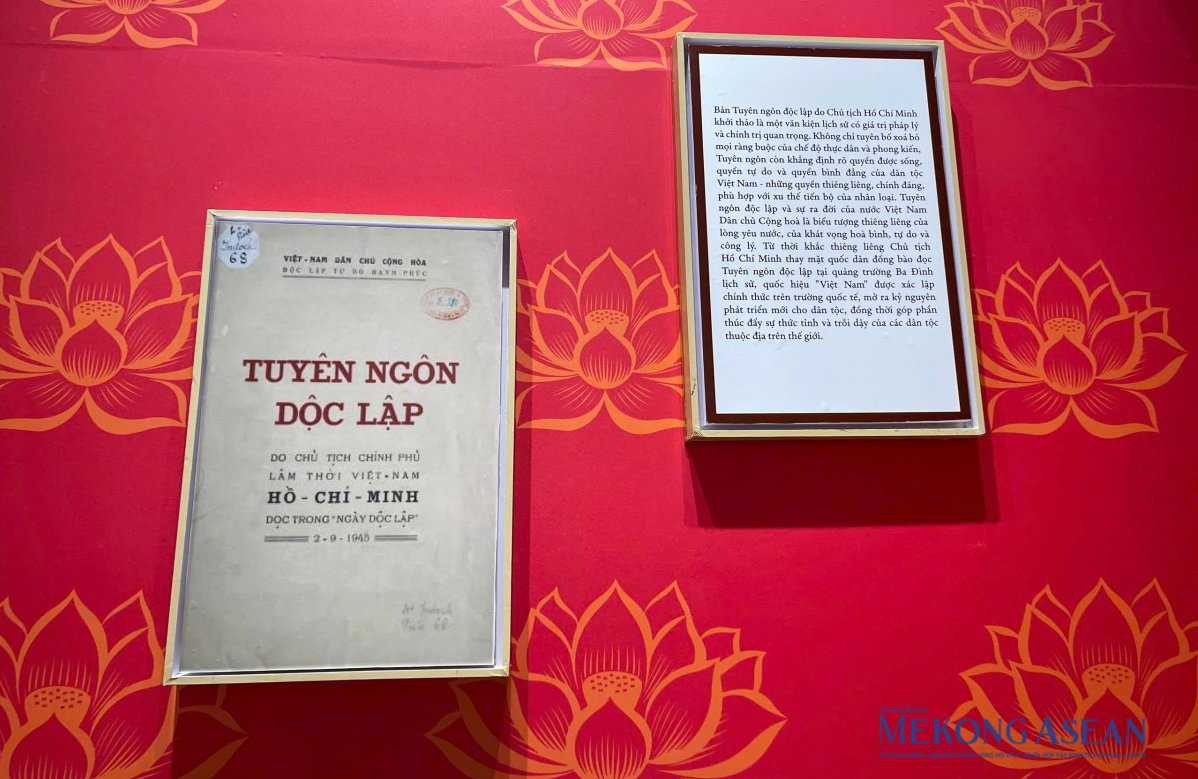 Indoch
68
VIỆT-NAM DÂN CHỦ CỘNG HÒA
ĐỘC LẬP TỰ DO HẠNH PHÚC
TUYÊN NGÔN
DỘC LẬP
DO CHỦ TỊCH CHÍNH PHỦ
LÂM THỜI VIỆT-NAM
HỒ-CHÍ-MINH
DỌC TRONG "NGÀY DỘC LẬP"
2-9-1945
68
Bản Tuyên ngôn độc lập do Chủ tịch Hồ Chí Minh
khởi thảo là một văn kiện lịch sử có giá trị pháp lý
và chính trị quan trọng. Không chỉ tuyên bố xoá bỏ
mọi ràng buộc của chế độ thực dân và phong kiến,
Tuyên ngôn còn khẳng định rõ quyền được sống,
quyền tự do và quyền bình đẳng của dân tộc
Việt Nam - những quyền thiêng liêng, chính đáng,
phù hợp với xu thế tiến bộ của nhân loại. Tuyên
ngôn độc lập và sự ra đời của nước Việt Nam
Dân chủ Cộng hoà là biểu tượng thiêng liêng của
lòng yêu nước, của khát vọng hoà bình, tự do và
công lý. Từ thời khắc thiêng liêng Chủ tịch
Hồ Chí Minh thay mặt quốc dân đồng bào đọc
Tuyên ngôn độc lập tại quảng trường Ba Đình
lịch sử, quốc hiệu "Việt Nam" được xác lập
chính thức trên trường quốc tế, mở ra kỷ nguyên
phát triển mới cho dân tộc, đồng thời góp phần
thúc đẩy sự thức tỉnh và trỗi dậy của các dân tộc
thuộc địa trên thế giới.
MEKONG ASEAN